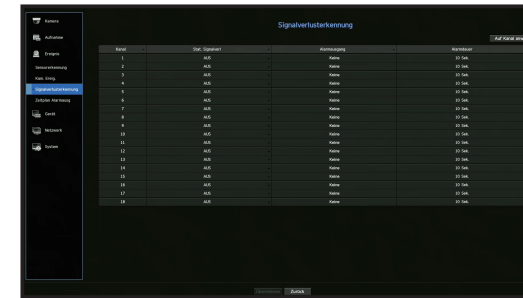 Signalverlusterkennung
Auf Kanal anw
Kamera
Aufnahme
Ereignis
Sensorerkennung
Kam. Ereig.
Signalverlusterkennung
Zeitplan Alarmausg
Gerät
Netzwerk
System
Kanal Stat. Signalverl Alarmausgang Alarmdauer
1 AUS Keine 10 Sek.
2 AUS Keine 10 Sek.
3 AUS Keine 10 Sek.
4 AUS Keine 10 Sek.
5 AUS Keine 10 Sek.
6 AUS Keine 10 Sek.
7 AUS Keine 10 Sek.
8 AUS Keine 10 Sek.
9 AUS Keine 10 Sek.
10 AUS Keine 10 Sek.
11 AUS Keine 10 Sek.
12 AUS Keine 10 Sek.
13 AUS Keine 10 Sek.
14 AUS Keine 10 Sek.
15 AUS Keine 10 Sek.
16 AUS Keine 10 Sek.
17 AUS Keine 10 Sek.
18 AUS Keine 10 Sek.
Zurück